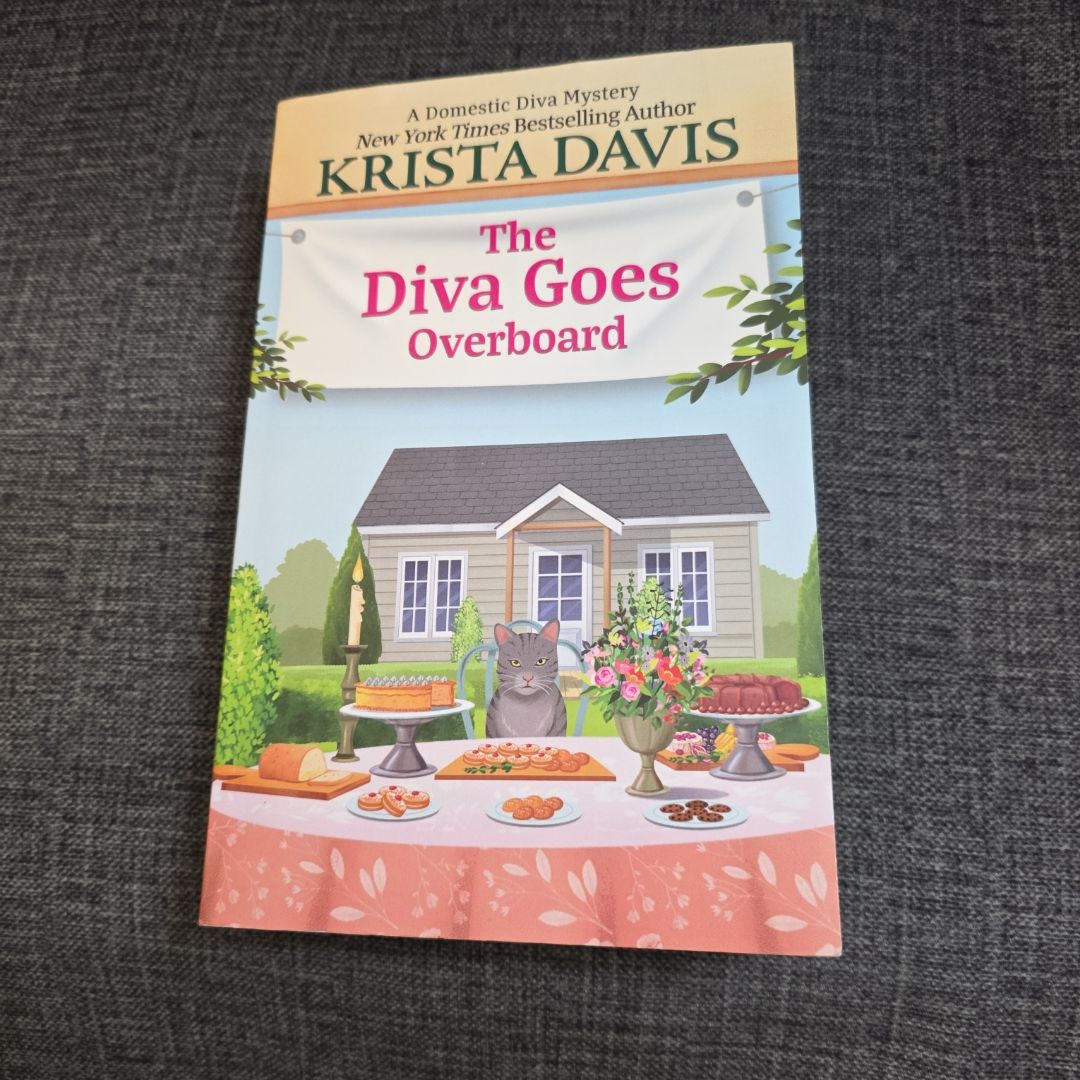 A Domestic Diva Mystery
New York Times Bestselling Author
KRISTA DAVIS
The
Diva Goes
Overboard